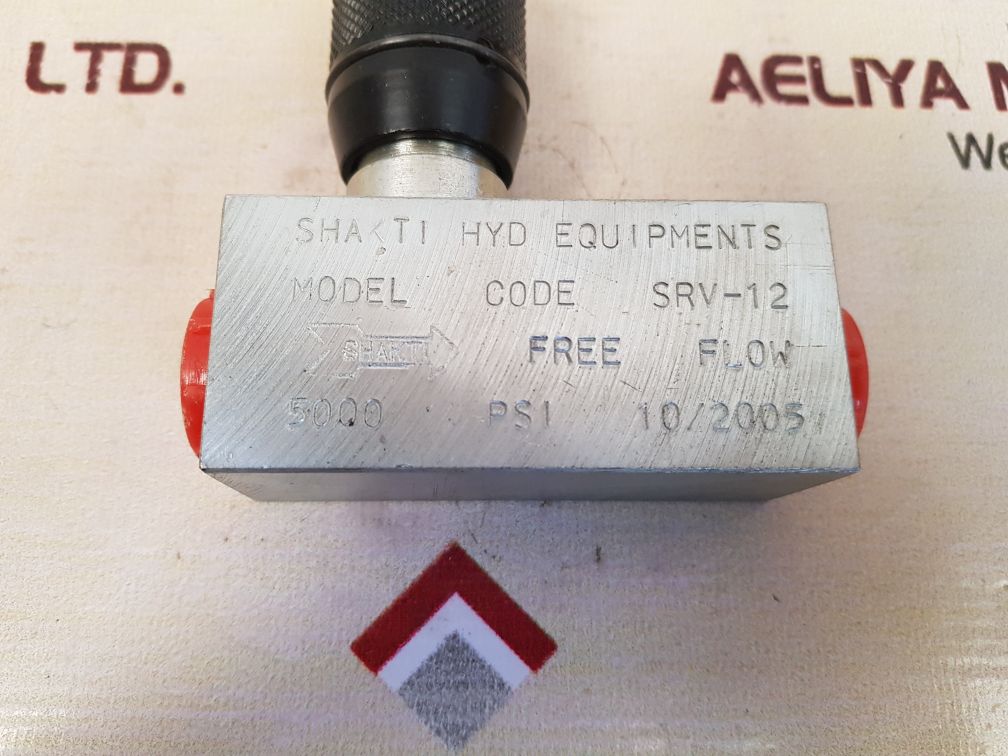 LTD.
AELIYA
We
SHAKTI HYD EQUIPMENTS
MODEL CODE SRV-12
SHAKTI FREE FLOW
5000 PSI 10/2005